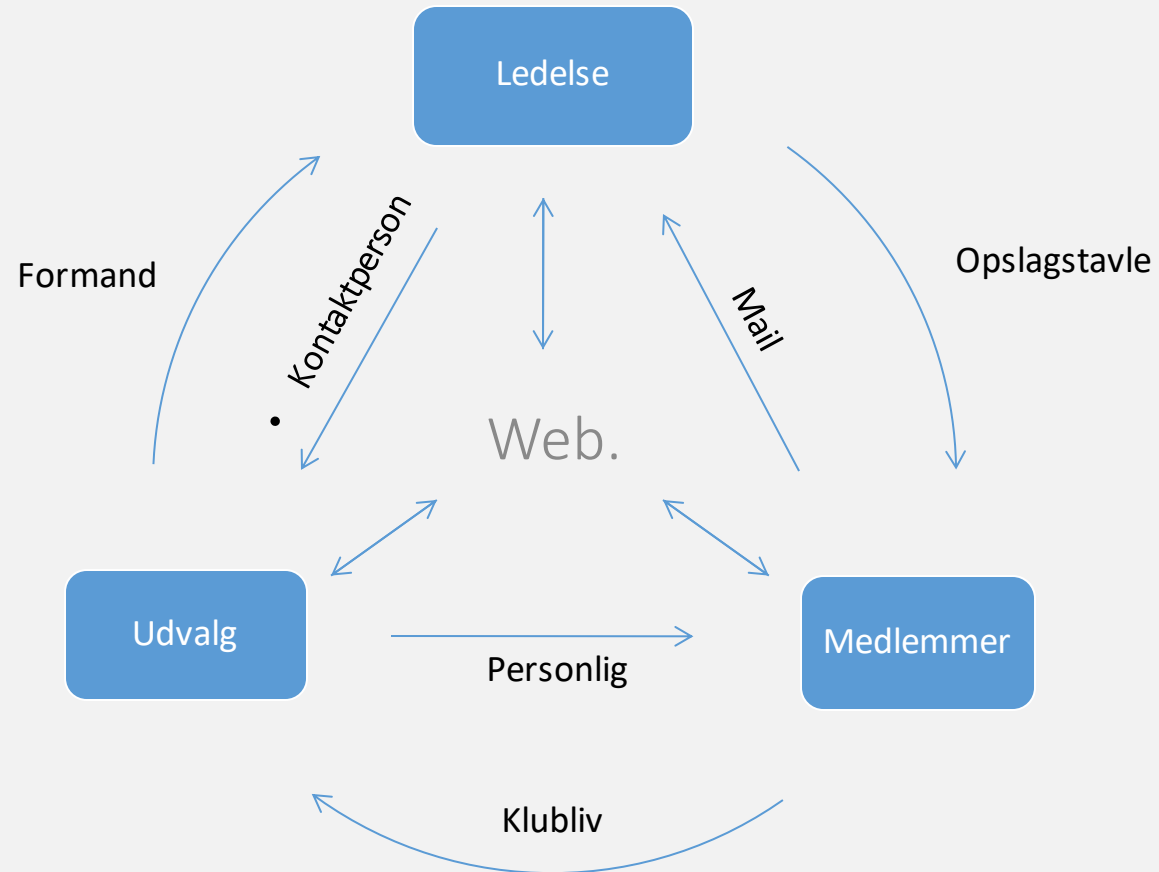 Ledelse
Formand
• Kontaktperson
Mail
Opslagstavle
Web.
Udvalg
Medlemmer
Personlig
Klubliv